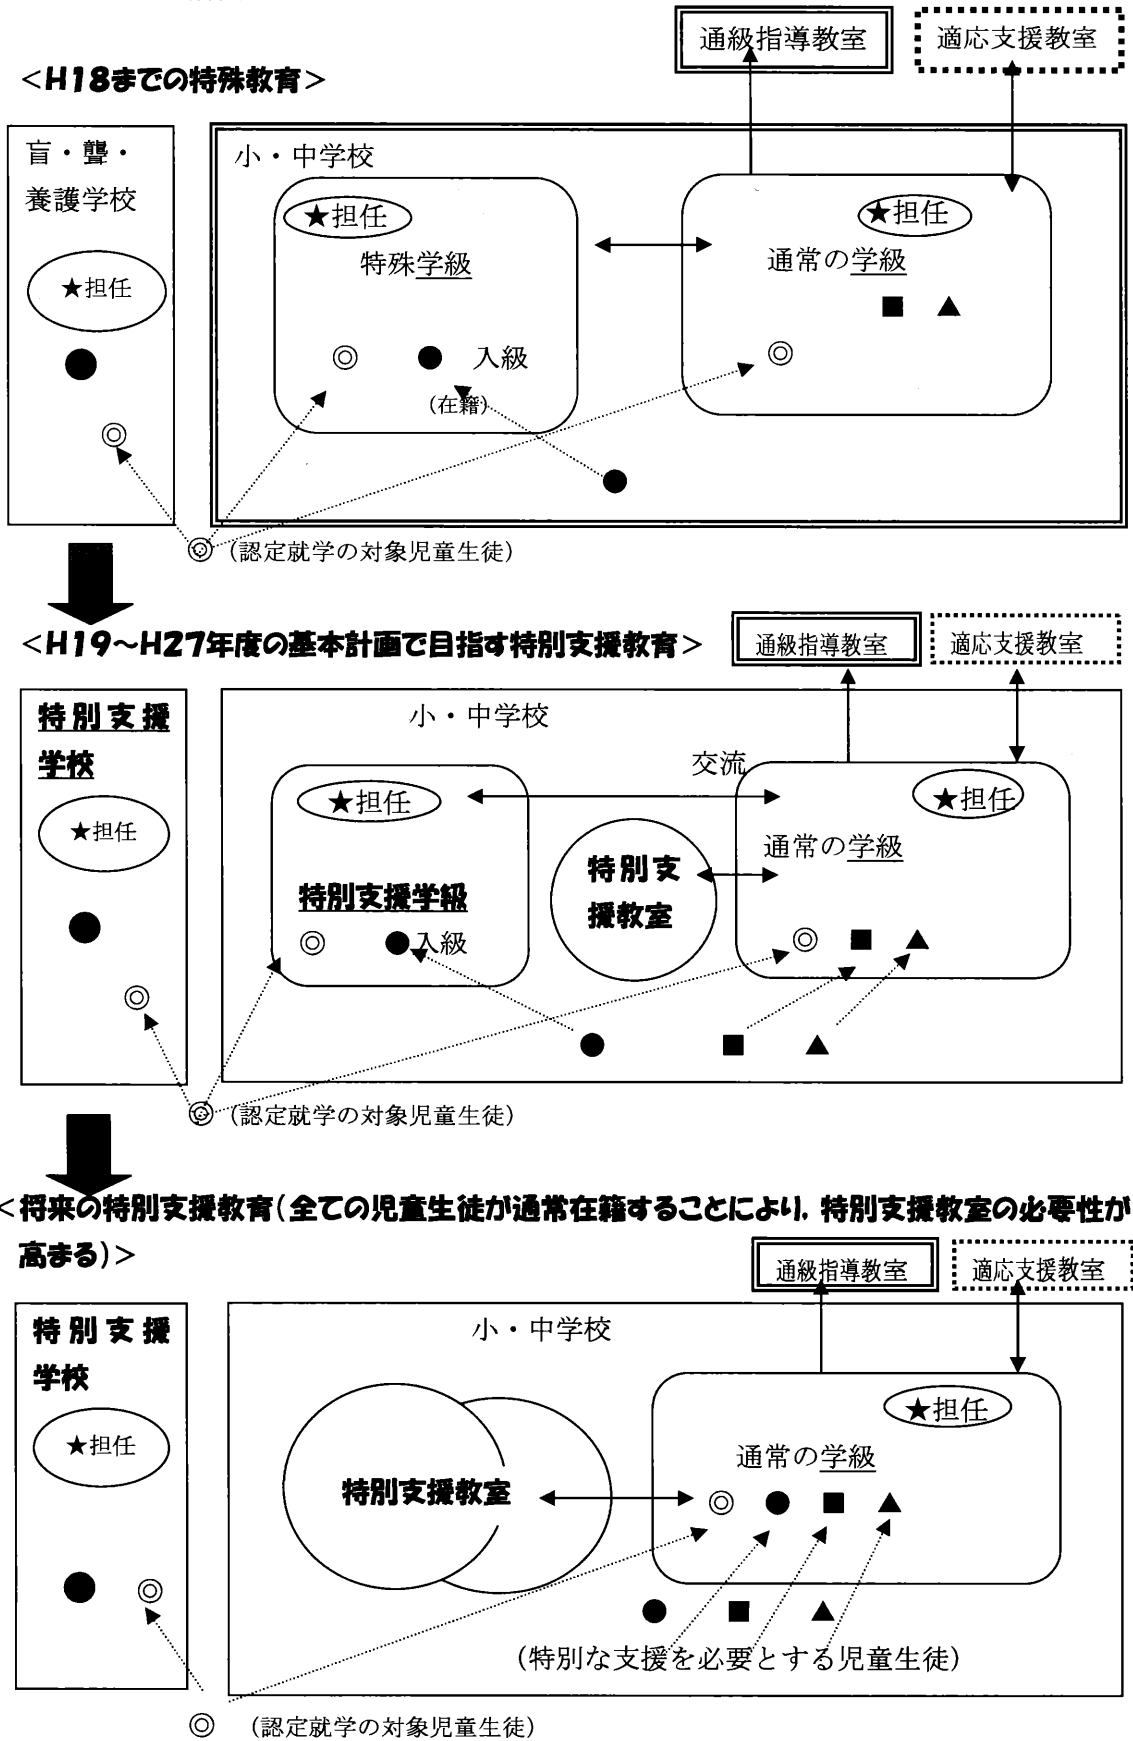 通級指導教室
適応支援教室
<H18までの特殊教育>
盲・聾・
養護学校
★担任
小・中学校
★担任
特殊学級
入級
(在籍)
★担任
通常の学級
(認定就学の対象児童生徒)
<H19~H27年度の基本計画で目指す特別支援教育>
通級指導教室
適応支援教室
特別支援
学校
★担任
小・中学校
交流
★担任
特別支援学級
入級
特別支
援教室
★担任
通常の学級
(認定就学の対象児童生徒)
<将来の特別支援教育(全ての児童生徒が通常在籍することにより,特別支援教室の必要性が
高まる)>
通級指導教室
適応支援教室
特別支援
学校
★担任
小・中学校
特別支援教室
★担任
通常の学級
(特別な支援を必要とする児童生徒)
(認定就学の対象児童生徒)